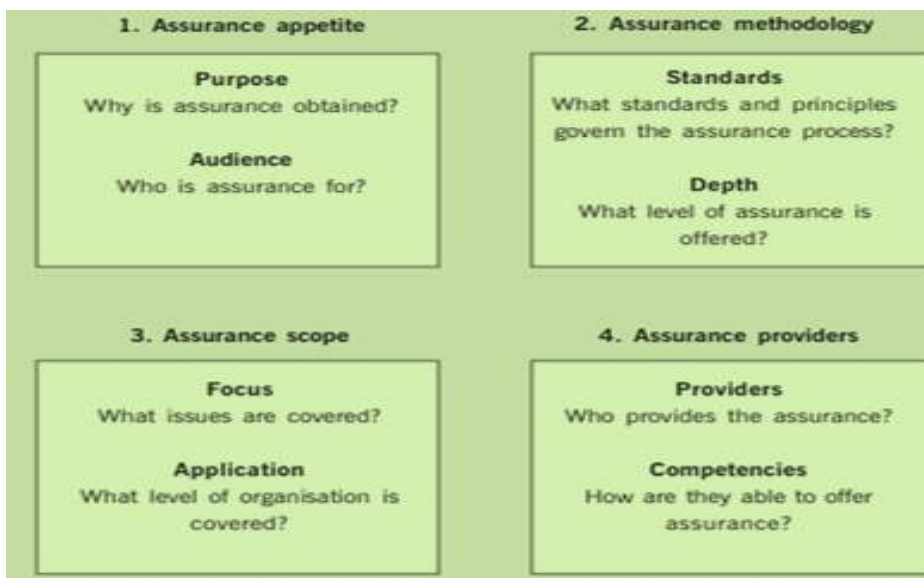 1. Assurance appetite
Purpose
Why is assurance obtained?
Audience
Who is assurance for?
2. Assurance methodology
Standards
What standards and principles
govern the assurance process?
Depth
What level of assurance is
offered?
3. Assurance scope
Focus
What issues are covered?
Application
What level of organisation is
covered?
4. Assurance providers
Providers
Who provides the assurance?
Competencies
How are they able to offer
assurance?